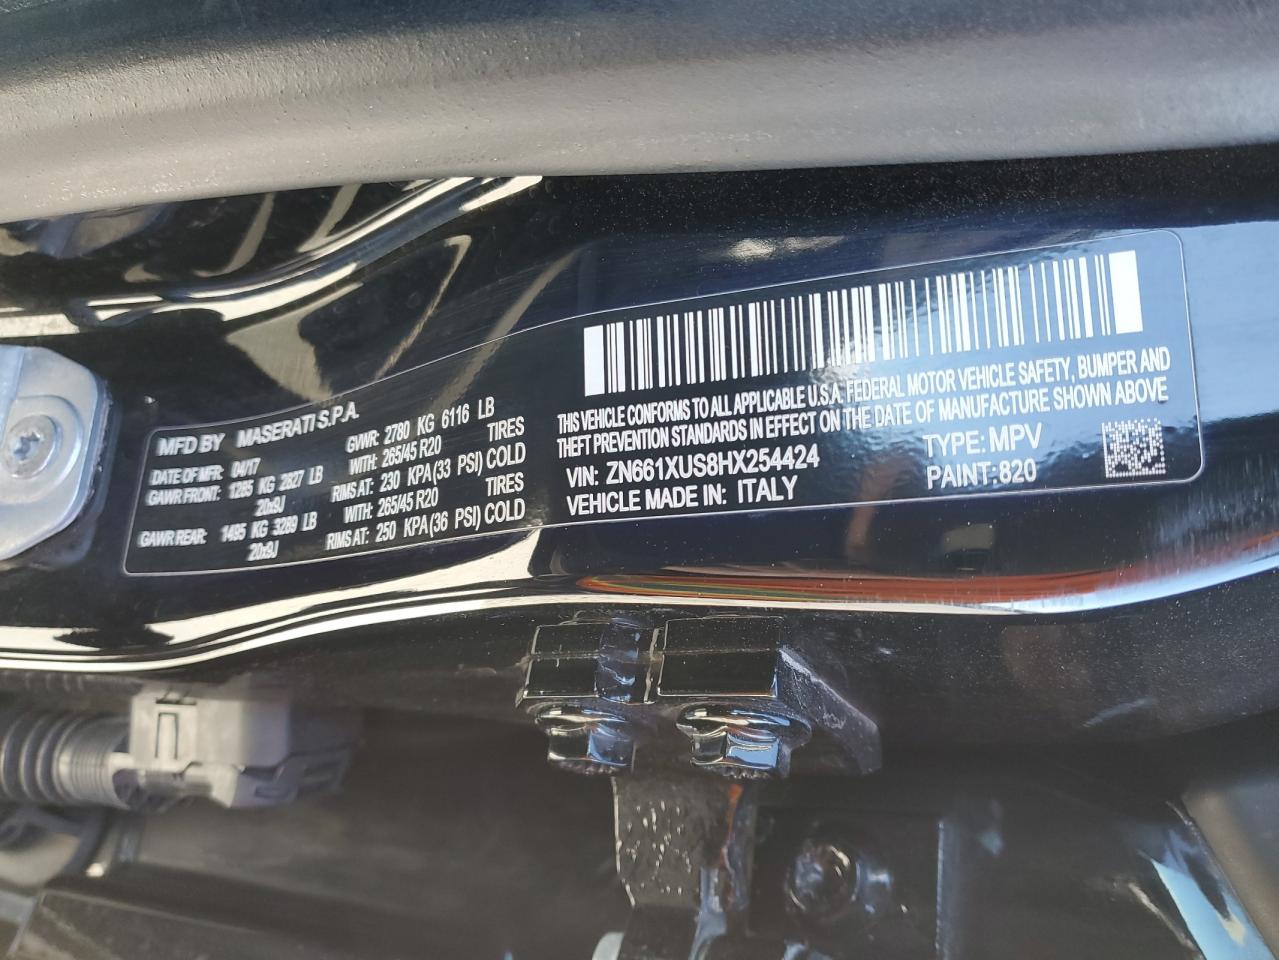 MFD BY MASERATI S.P.A.
DATE OF MFR: 04/17 GVWR: 2780 KG 6116 LB
GAWR FRONT: 1285 KG 2827 LB WITH: 265/45 R20 TIRES
20x9J RIMS AT: 230 KPA (33 PSI) COLD
GAWR REAR: 1495 KG 3289 LB WITH: 265/45 R20 TIRES
20x9J RIMS AT: 250 KPA (36 PSI) COLD
THIS VEHICLE CONFORMS TO ALL APPLICABLE U.S.A. FEDERAL MOTOR VEHICLE SAFETY, BUMPER AND
THEFT PREVENTION STANDARDS IN EFFECT ON THE DATE OF MANUFACTURE SHOWN ABOVE
VIN: ZN661XUS8HX254424 TYPE: MPV
VEHICLE MADE IN: ITALY PAINT: 820